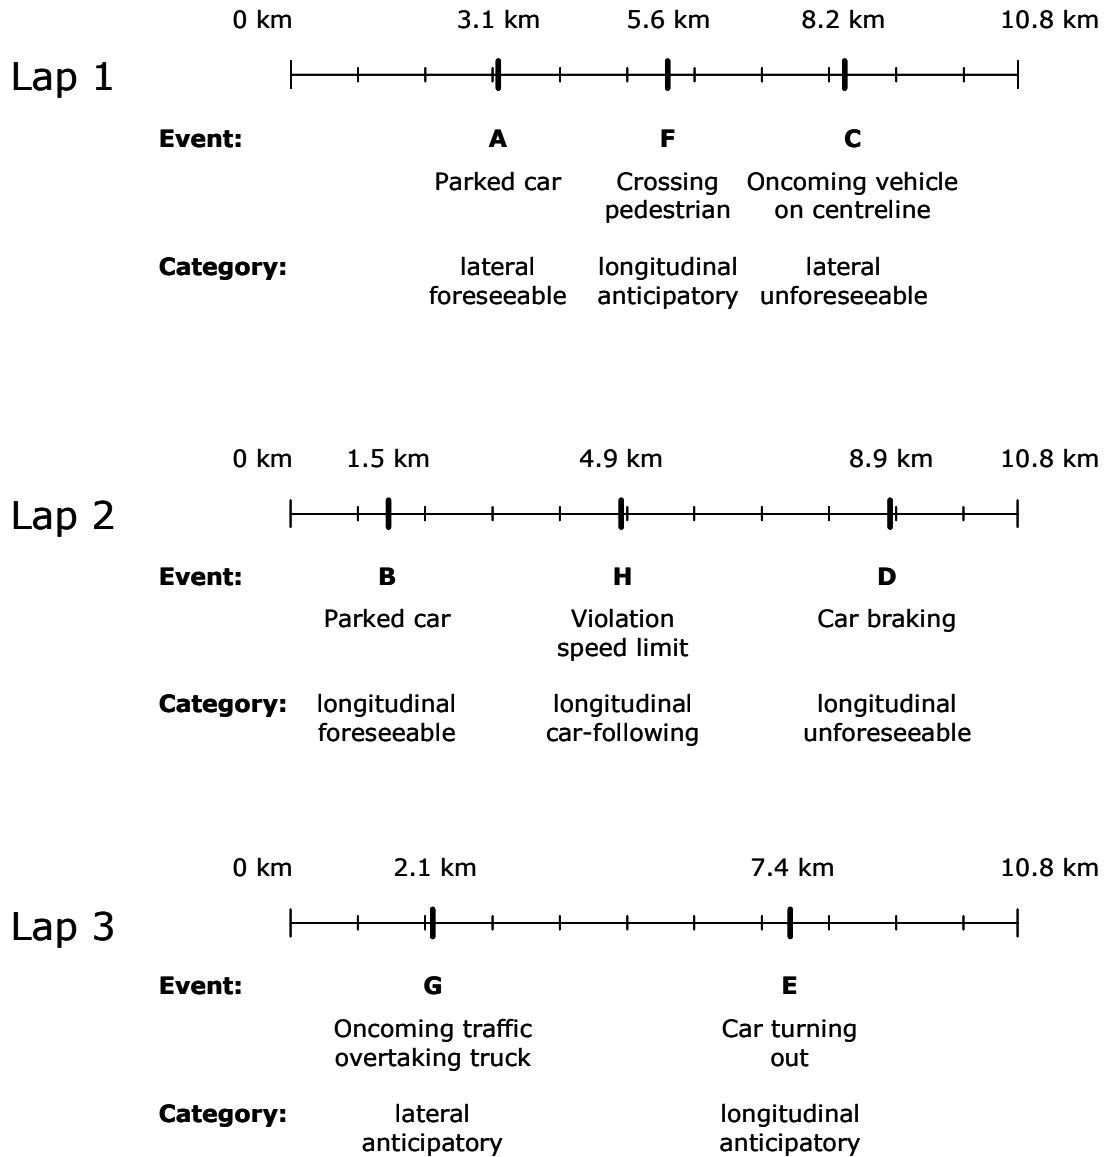 0 km 3.1 km 5.6 km 8.2 km 10.8 km
Lap 1
Event: A F C
Parked car Crossing Oncoming vehicle
pedestrian on centreline
Category: lateral longitudinal lateral
foreseeable anticipatory unforeseeable
0 km 1.5 km 4.9 km 8.9 km 10.8 km
Lap 2
Event: B H D
Parked car Violation Car braking
speed limit
Category: longitudinal longitudinal longitudinal
foreseeable car-following unforeseeable
0 km 2.1 km 7.4 km 10.8 km
Lap 3
Event: G E
Oncoming traffic Car turning
overtaking truck out
Category: lateral longitudinal
anticipatory anticipatory